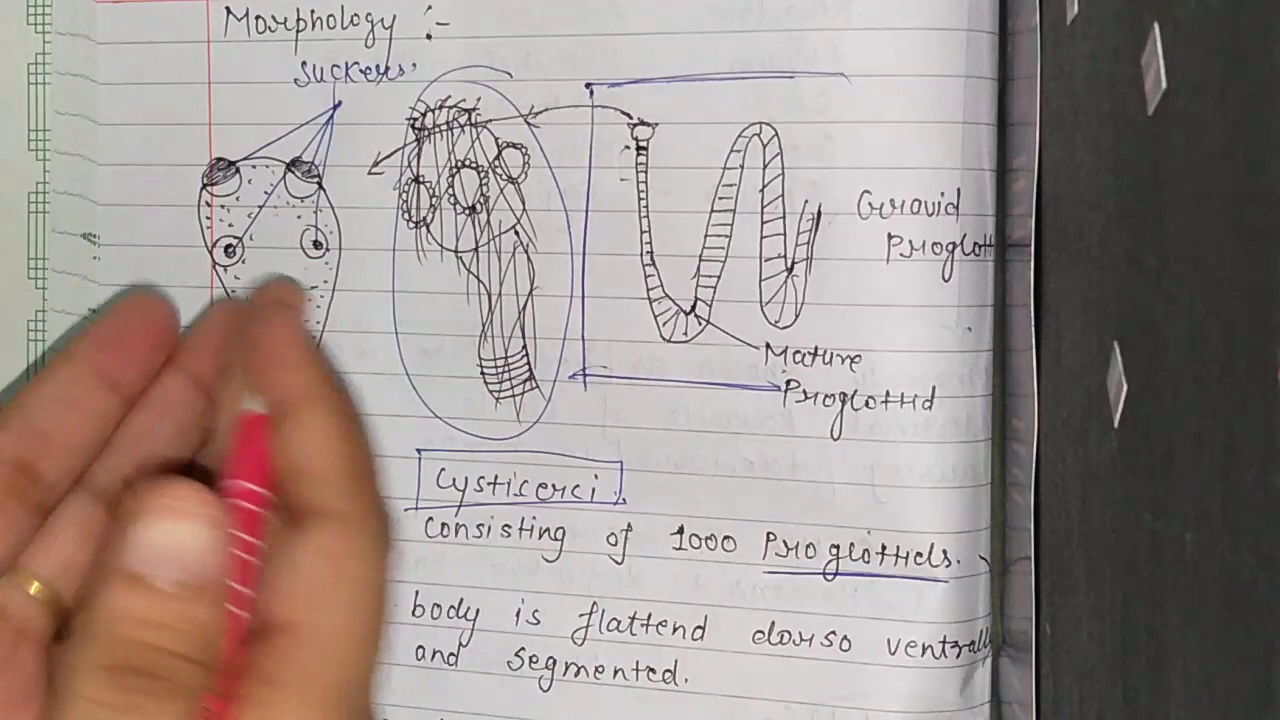 Morphology :-
suckers.
Gravid
Proglott
Mature
Proglottid
Cysticerci.
consisting of 1000 Proglottids.
body is flattend dorso ventrally
and segmented.